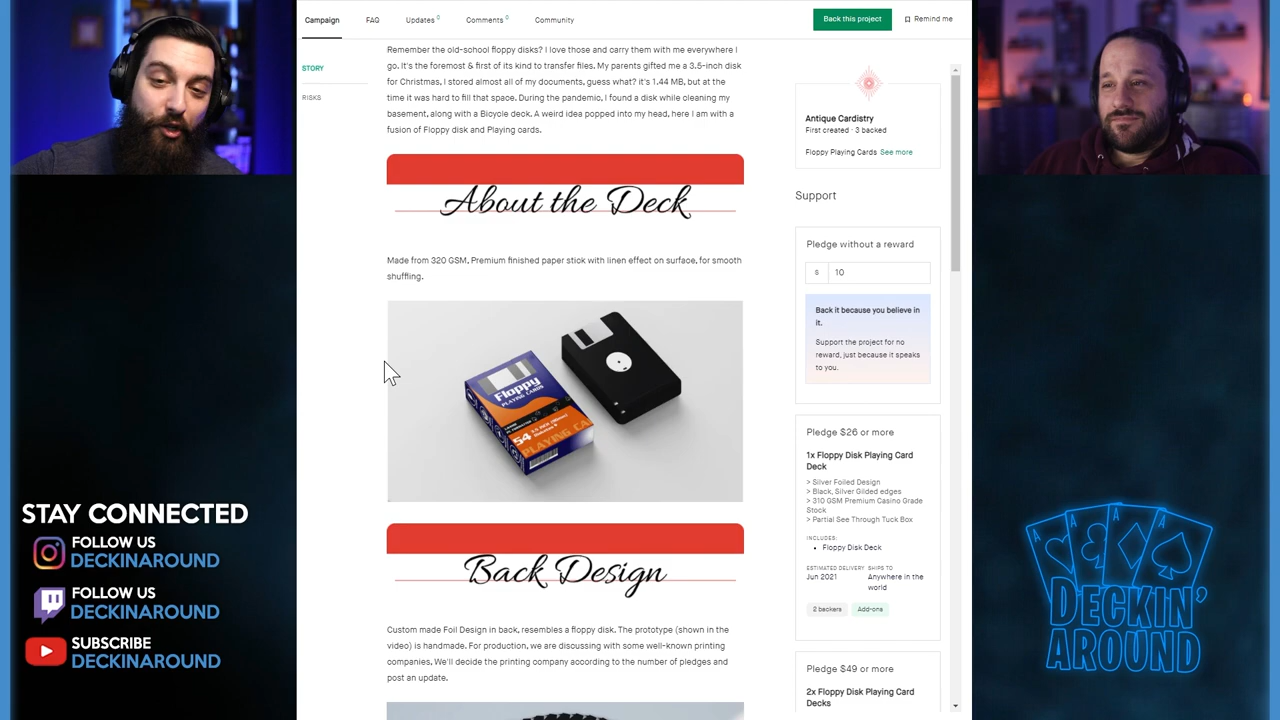 Campaign FAQ Updates 0 Comments 0 Community Back this project Remind me
STORY
RISKS
Remember the old-school floppy disks? I love those and carry them with me everywhere I
go. It's the foremost & first of its kind to transfer files. My parents gifted me a 3.5-inch disk
for Christmas, I stored almost all of my documents, guess what? it's 1.44 MB, but at the
time it was hard to fill that space. During the pandemic, I found a disk while cleaning my
basement, along with a Bicycle deck. A weird idea popped into my head, here I am with a
fusion of Floppy disk and Playing cards.
About the Deck
Made from 320 GSM, Premium finished paper stick with linen effect on surface, for smooth
shuffling.
Floppy
PLAYING CARDS
54
PLAYING CA
Back Design
Custom made Foil Design in back, resembles a floppy disk. The prototype (shown in the
video) is handmade. For production, we are discussing with some well-known printing
companies, We'll decide the printing company according to the number of pledges and
post an update.
Antique Cardistry
First created · 3 backed
Floppy Playing Cards See more
Support
Pledge without a reward
$ 10
Back it because you believe in
it.
Support the project for no
reward, just because it speaks
to you.
Pledge $26 or more
1x Floppy Disk Playing Card
Deck
> Silver Foiled Design
> Black, Silver Gilded edges
> 310 GSM Premium Casino Grade
Stock
> Partial See Through Tuck Box
INCLUDES:
• Floppy Disk Deck
ESTIMATED DELIVERY SHIPS TO
Jun 2021 Anywhere in the
world
2 backers Add-ons
Pledge $49 or more
2x Floppy Disk Playing Card
Decks
STAY CONNECTED
FOLLOW US
DECKINAROUND
FOLLOW US
DECKINAROUND
SUBSCRIBE
DECKINAROUND
A A A A
DECKIN'
AROUND